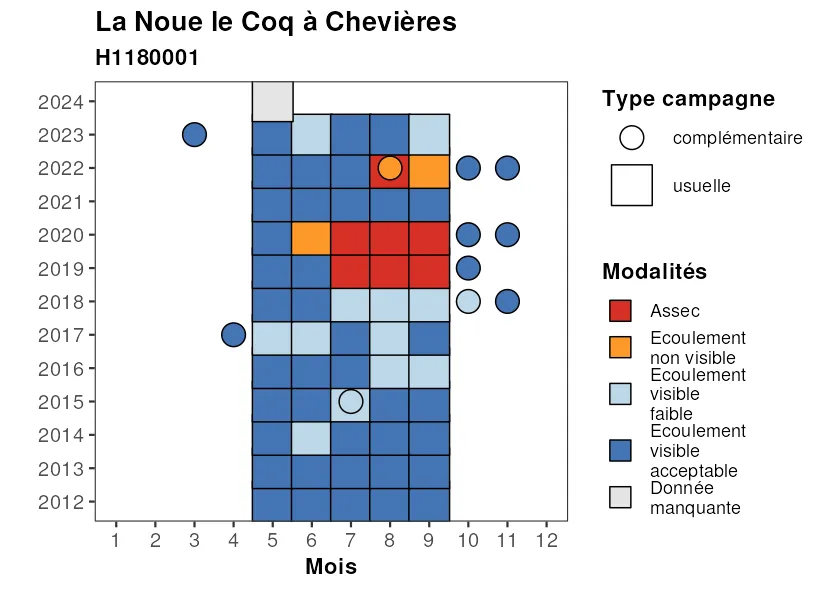 La Noue le Coq à Chevières
H1180001
2024
2023
2022
2021
2020
2019
2018
2017
2016
2015
2014
2013
2012
1 2 3 4 5 6 7 8 9 10 11 12
Mois
Type campagne
complémentaire
usuelle
Modalités
Assec
Ecoulement
non visible
Ecoulement
visible
faible
Ecoulement
visible
acceptable
Donnée
manquante